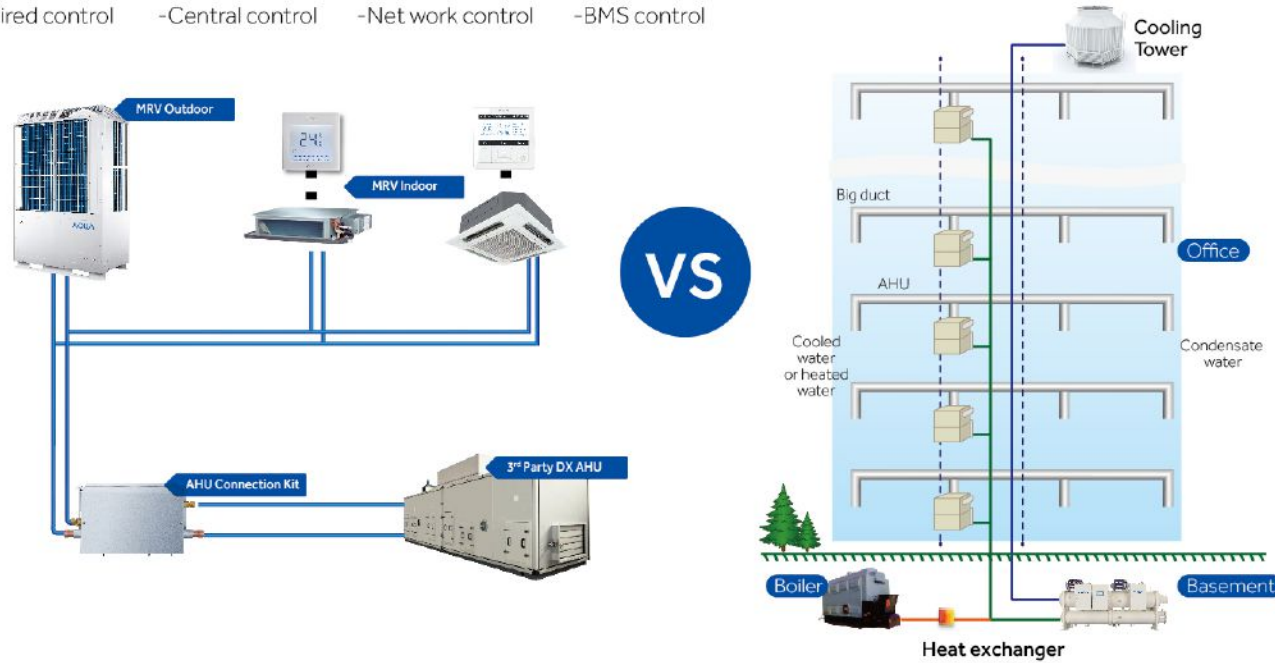 ired control -Central control -Net work control -BMS control
Cooling
Tower
MRV Outdoor
24
MRV Indoor
AQUA
Big duct
VS
Office
AHU
Cooled
water
or heated
water
Condensate
water
3rd Party DX AHU
AHU Connection Kit
Boiler
Basement
Heat exchanger